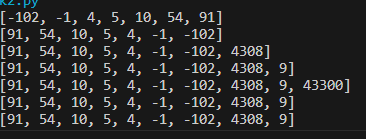 k2.py
[-102, -1, 4, 5, 10, 54, 91]
[91, 54, 10, 5, 4, -1, -102]
[91, 54, 10, 5, 4, -1, -102, 4308]
[91, 54, 10, 5, 4, -1, -102, 4308, 9]
[91, 54, 10, 5, 4, -1, -102, 4308, 9, 43300]
[91, 54, 10, 5, 4, -1, -102, 4308, 9]
[91, 54, 10, 5, 4, -1, -102, 4308, 9]